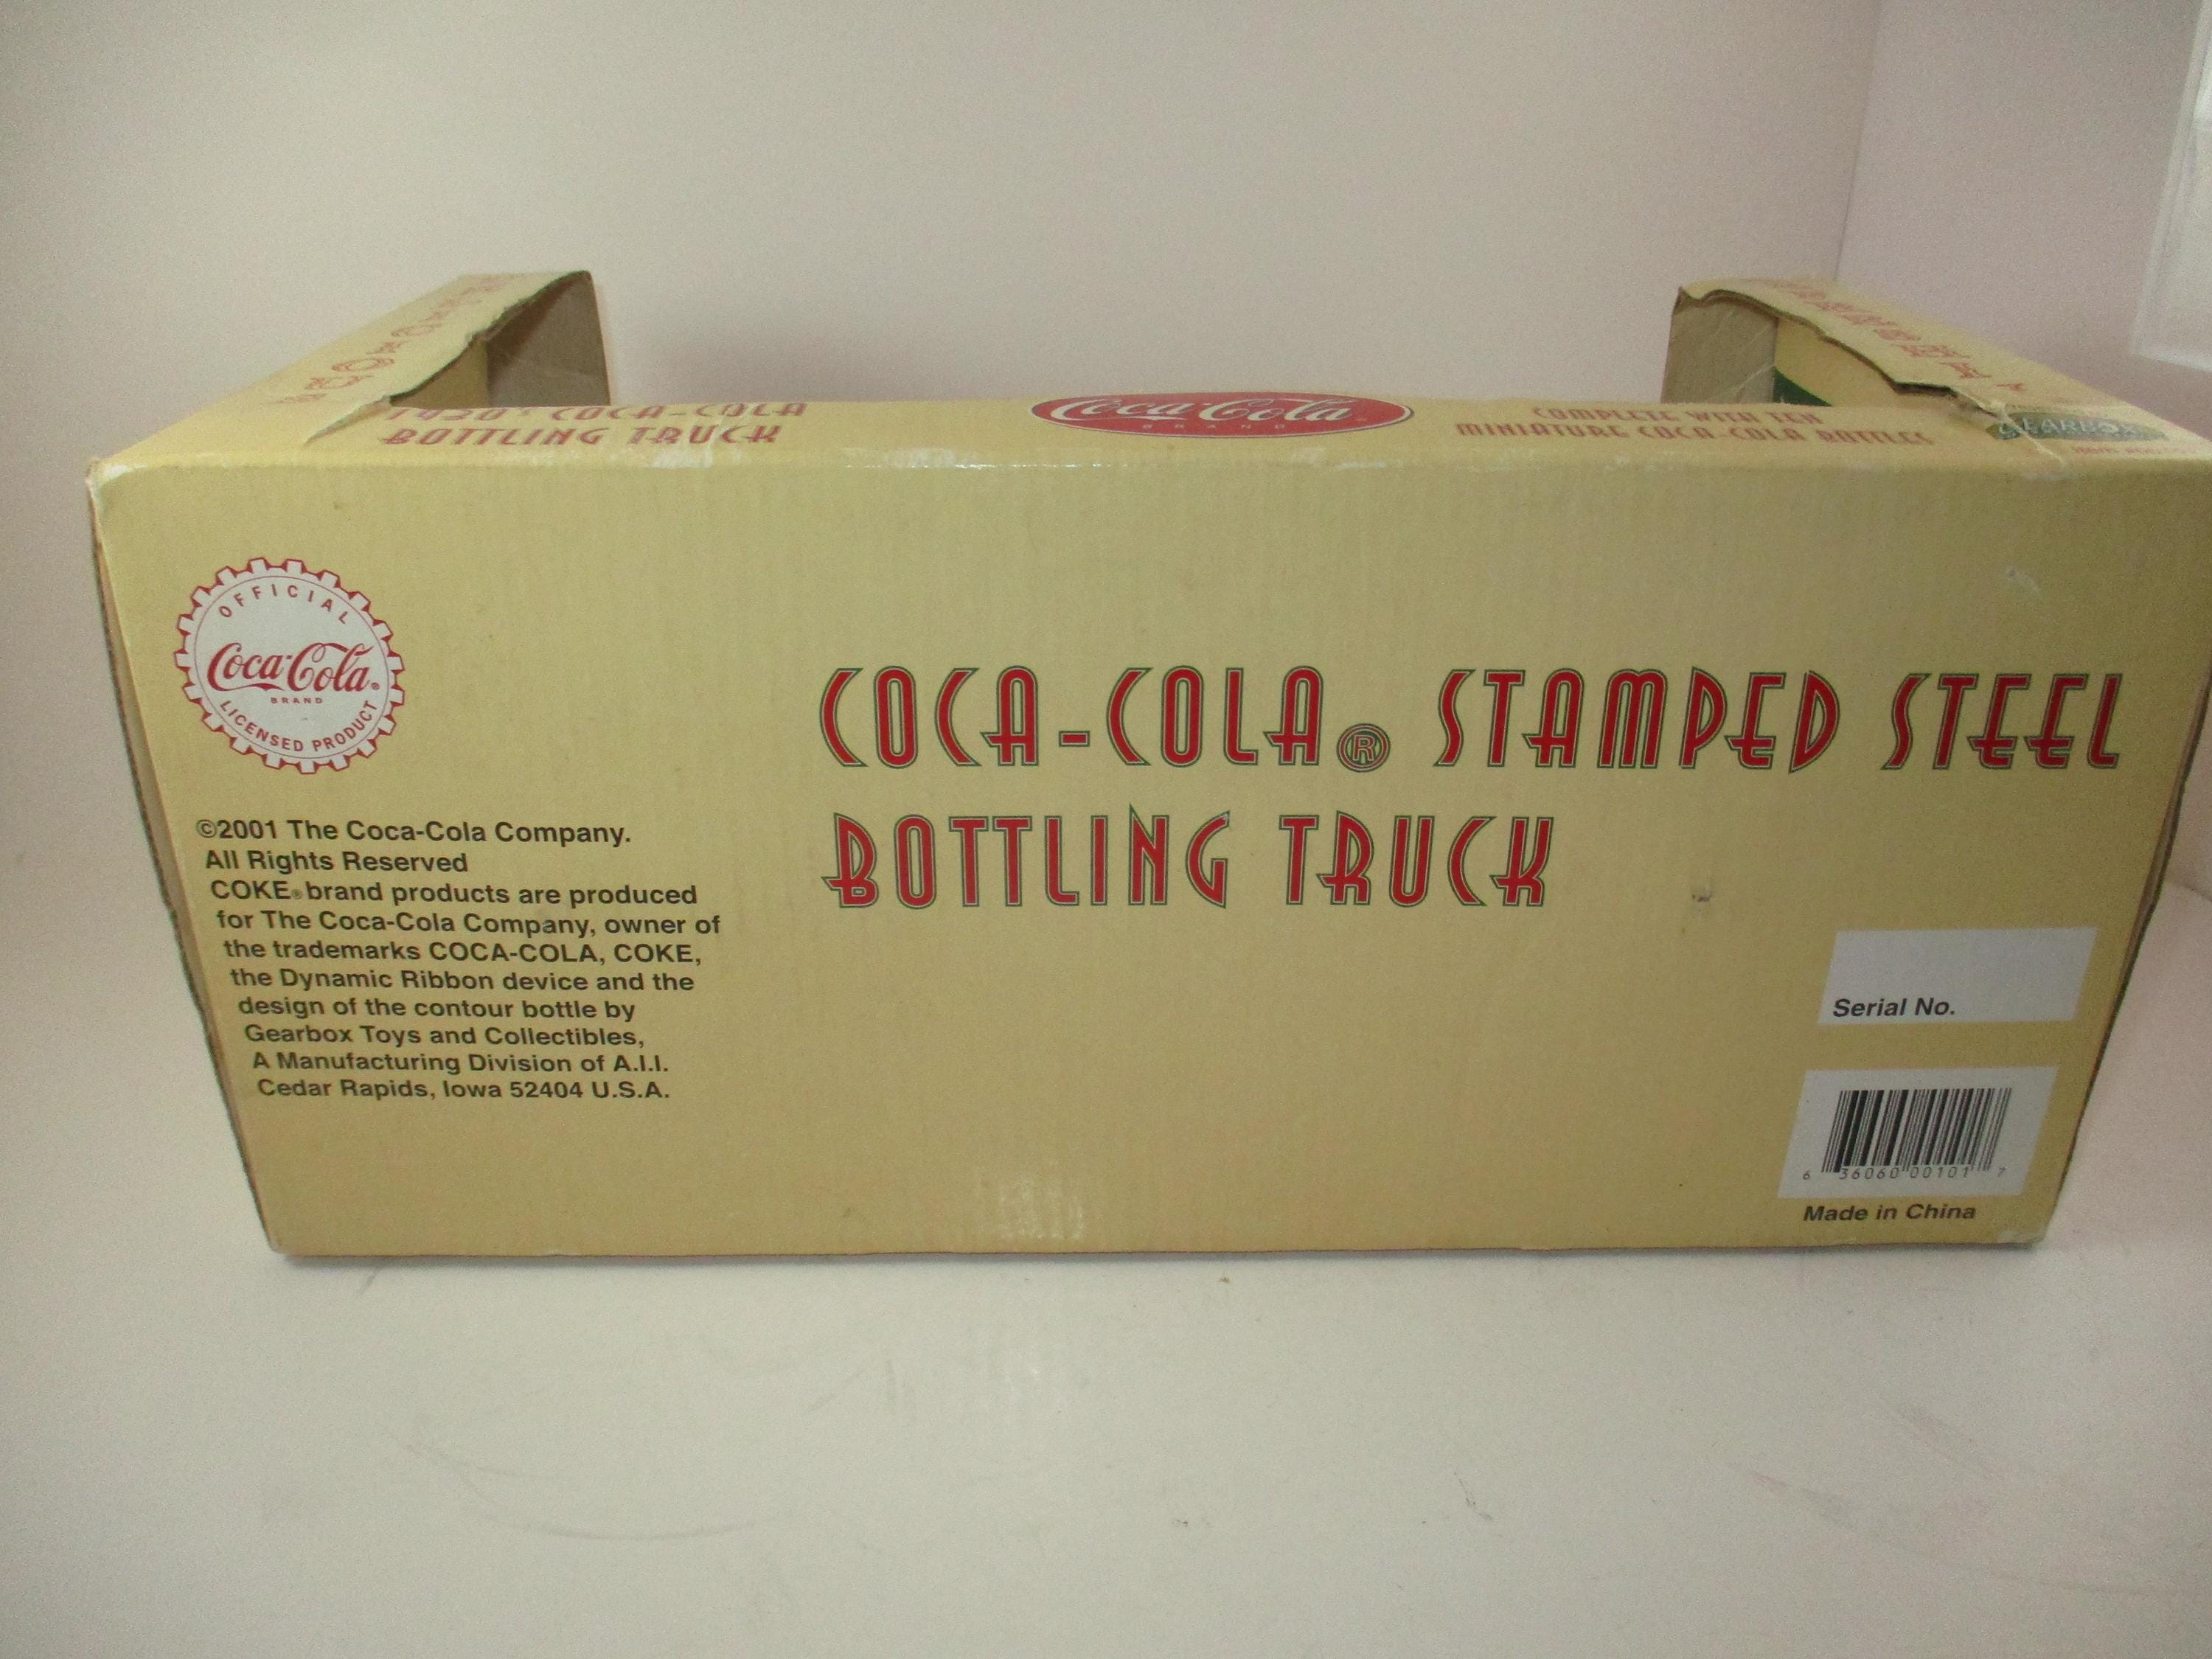 COCA-COLA
BOTTLING TRUCK
Coca-Cola
BRAND
COMPLETE WITH TEN
MINIATURE COCA-COLA BOTTLES
GEARBOX
OFFICIAL
Coca-Cola®
BRAND
LICENSED PRODUCT
COCA-COLA® STAMPED STEEL
BOTTLING TRUCK
©2001 The Coca-Cola Company.
All Rights Reserved
COKE® brand products are produced
for The Coca-Cola Company, owner of
the trademarks COCA-COLA, COKE,
the Dynamic Ribbon device and the
design of the contour bottle by
Gearbox Toys and Collectibles,
A Manufacturing Division of A.I.I.
Cedar Rapids, Iowa 52404 U.S.A.
Serial No.
6 36060 00101 7
Made in China